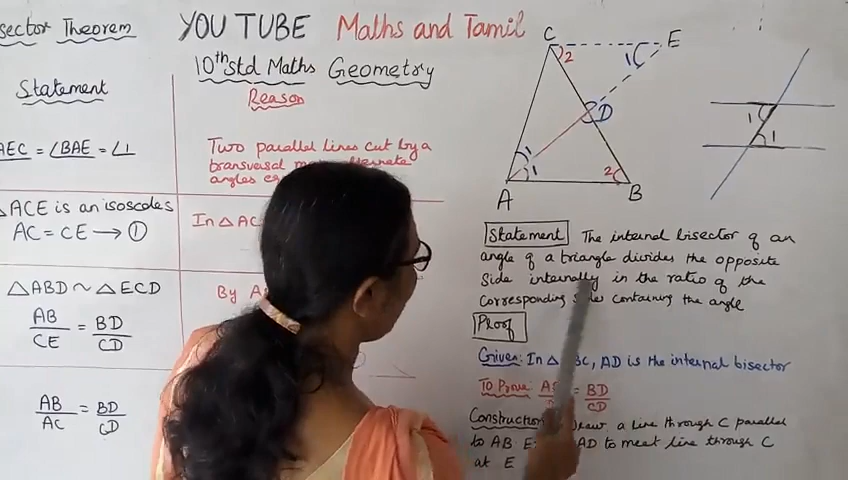 sector Theorem
YOU TUBE Maths and Tamil
10th std Maths Geometry
Statement
Reason
AEC = ∠BAE = ∠1
Two parallel lines cut by a
transversal alternate
angles
△ACE is an isoscoles
AC = CE → ①
In △AC
△ABD ~ △ECD
AB/CE = BD/CD
By
AB/AC = BD/CD
C
2
1
E
D
1
1
2
A
B
1
1
Statement The internal bisector of an
angle of a triangle divides the opposite
side internally in the ratio of the
corresponding sides containing the angle
Proof
Given: In △ BC, AD is the internal bisector
To Prove: = BD/CD
Construction a line through C parallel
to AB. AD to meet line through C
at E